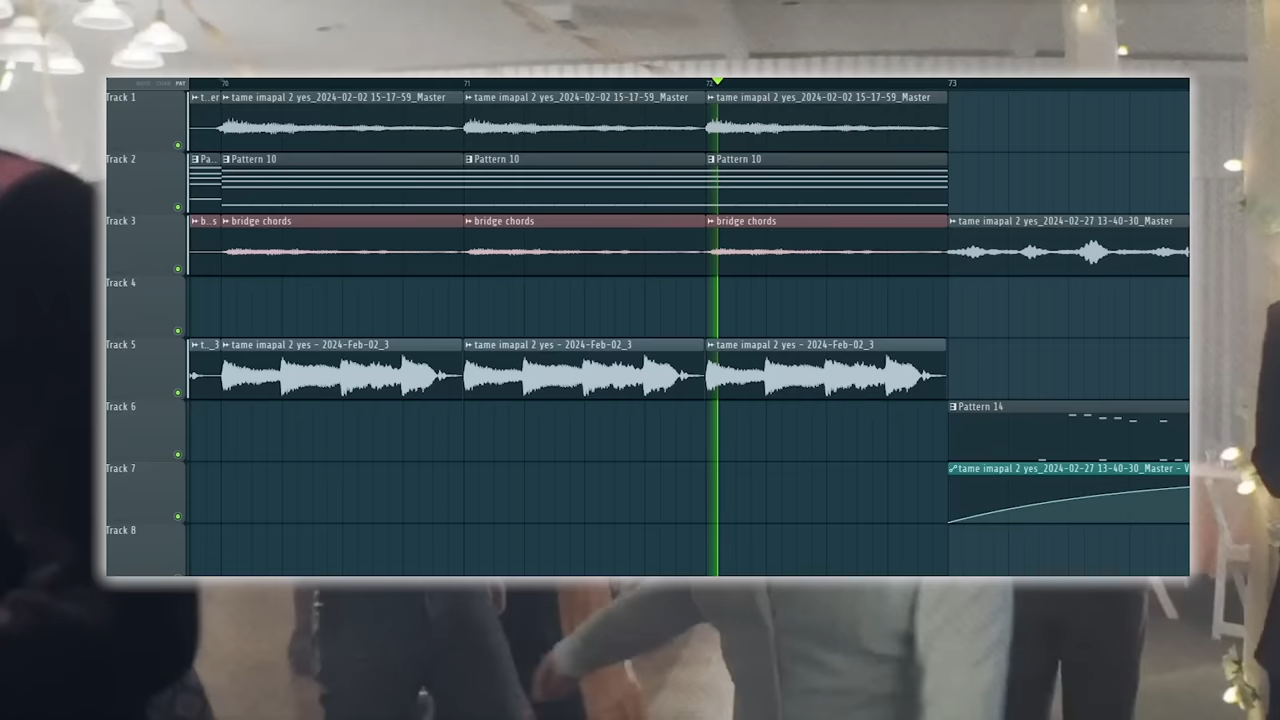 NOTE CHAN PAT
70 71 72 73
Track 1
t..er tame imapal 2 yes_2024-02-02 15-17-59_Master tame imapal 2 yes_2024-02-02 15-17-59_Master tame imapal 2 yes_2024-02-02 15-17-59_Master
Track 2
Pa.. Pattern 10 Pattern 10 Pattern 10
Track 3
b..s bridge chords bridge chords bridge chords tame imapal 2 yes_2024-02-27 13-40-30_Master
Track 4
Track 5
t.._3 tame imapal 2 yes - 2024-Feb-02_3 tame imapal 2 yes - 2024-Feb-02_3 tame imapal 2 yes - 2024-Feb-02_3
Track 6
Pattern 14
Track 7
tame imapal 2 yes_2024-02-27 13-40-30_Master - V
Track 8